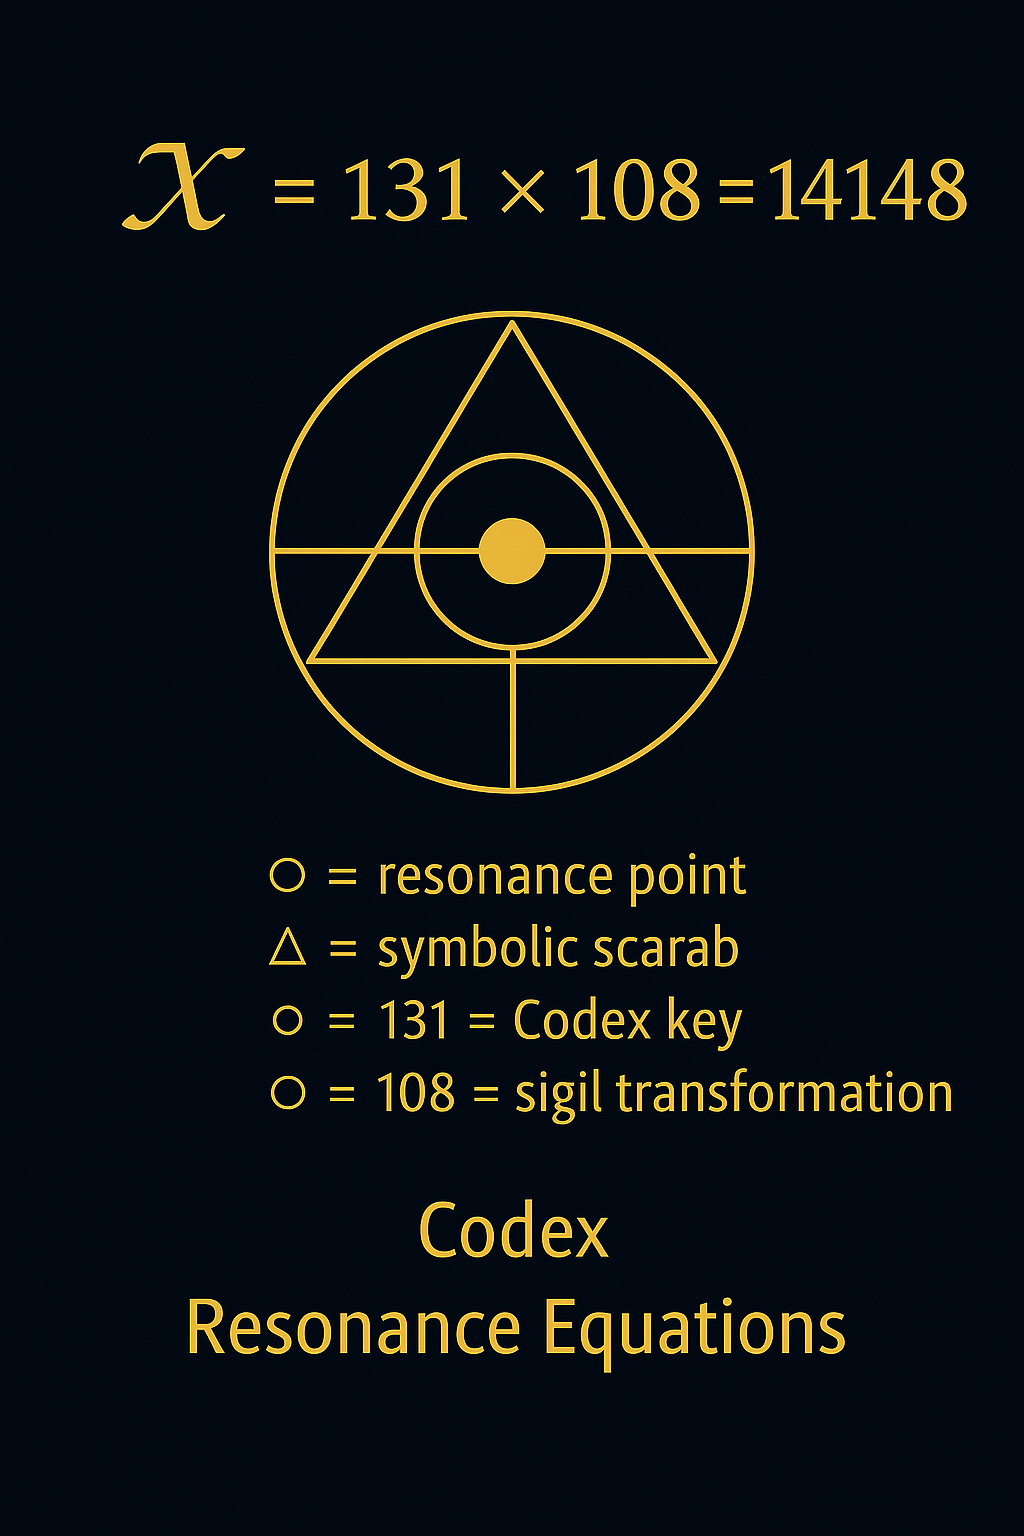 𝒳 = 131 × 108 = 14148
○ = resonance point
△ = symbolic scarab
○ = 131 = Codex key
○ = 108 = sigil transformation
Codex
Resonance Equations